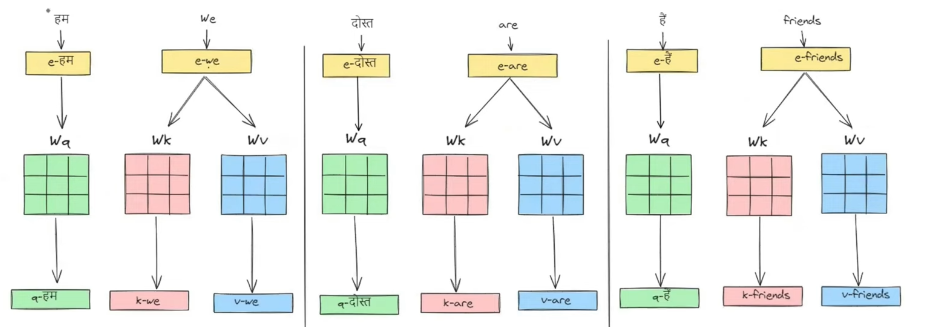 * हम
we
दोस्त
are
हैं
friends
e-हम
e-we
e-दोस्त
e-are
e-हैं
e-friends
Wq
Wk
Wv
Wq
Wk
Wv
Wq
Wk
Wv
q-हम
k-we
v-we
q-दोस्त
k-are
v-are
q-हैं
k-friends
v-friends